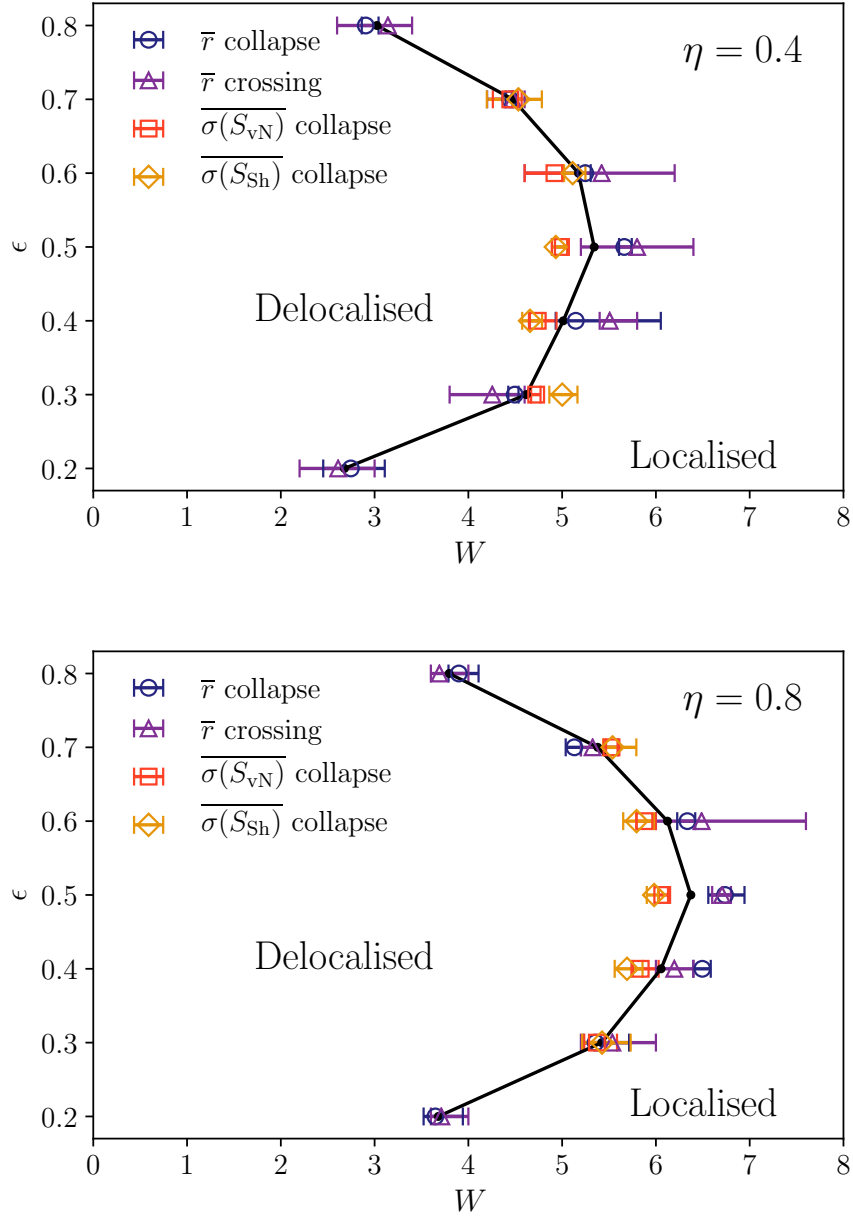 0.8
r̅ collapse
η = 0.4
r̅ crossing
0.7
σ(S_vN) collapse
0.6
σ(S_Sh) collapse
ϵ
0.5
Delocalised
0.4
0.3
Localised
0.2
0 1 2 3 4 5 6 7 8
W
0.8
r̅ collapse
η = 0.8
r̅ crossing
0.7
σ(S_vN) collapse
0.6
σ(S_Sh) collapse
ϵ
0.5
Delocalised
0.4
0.3
Localised
0.2
0 1 2 3 4 5 6 7 8
W